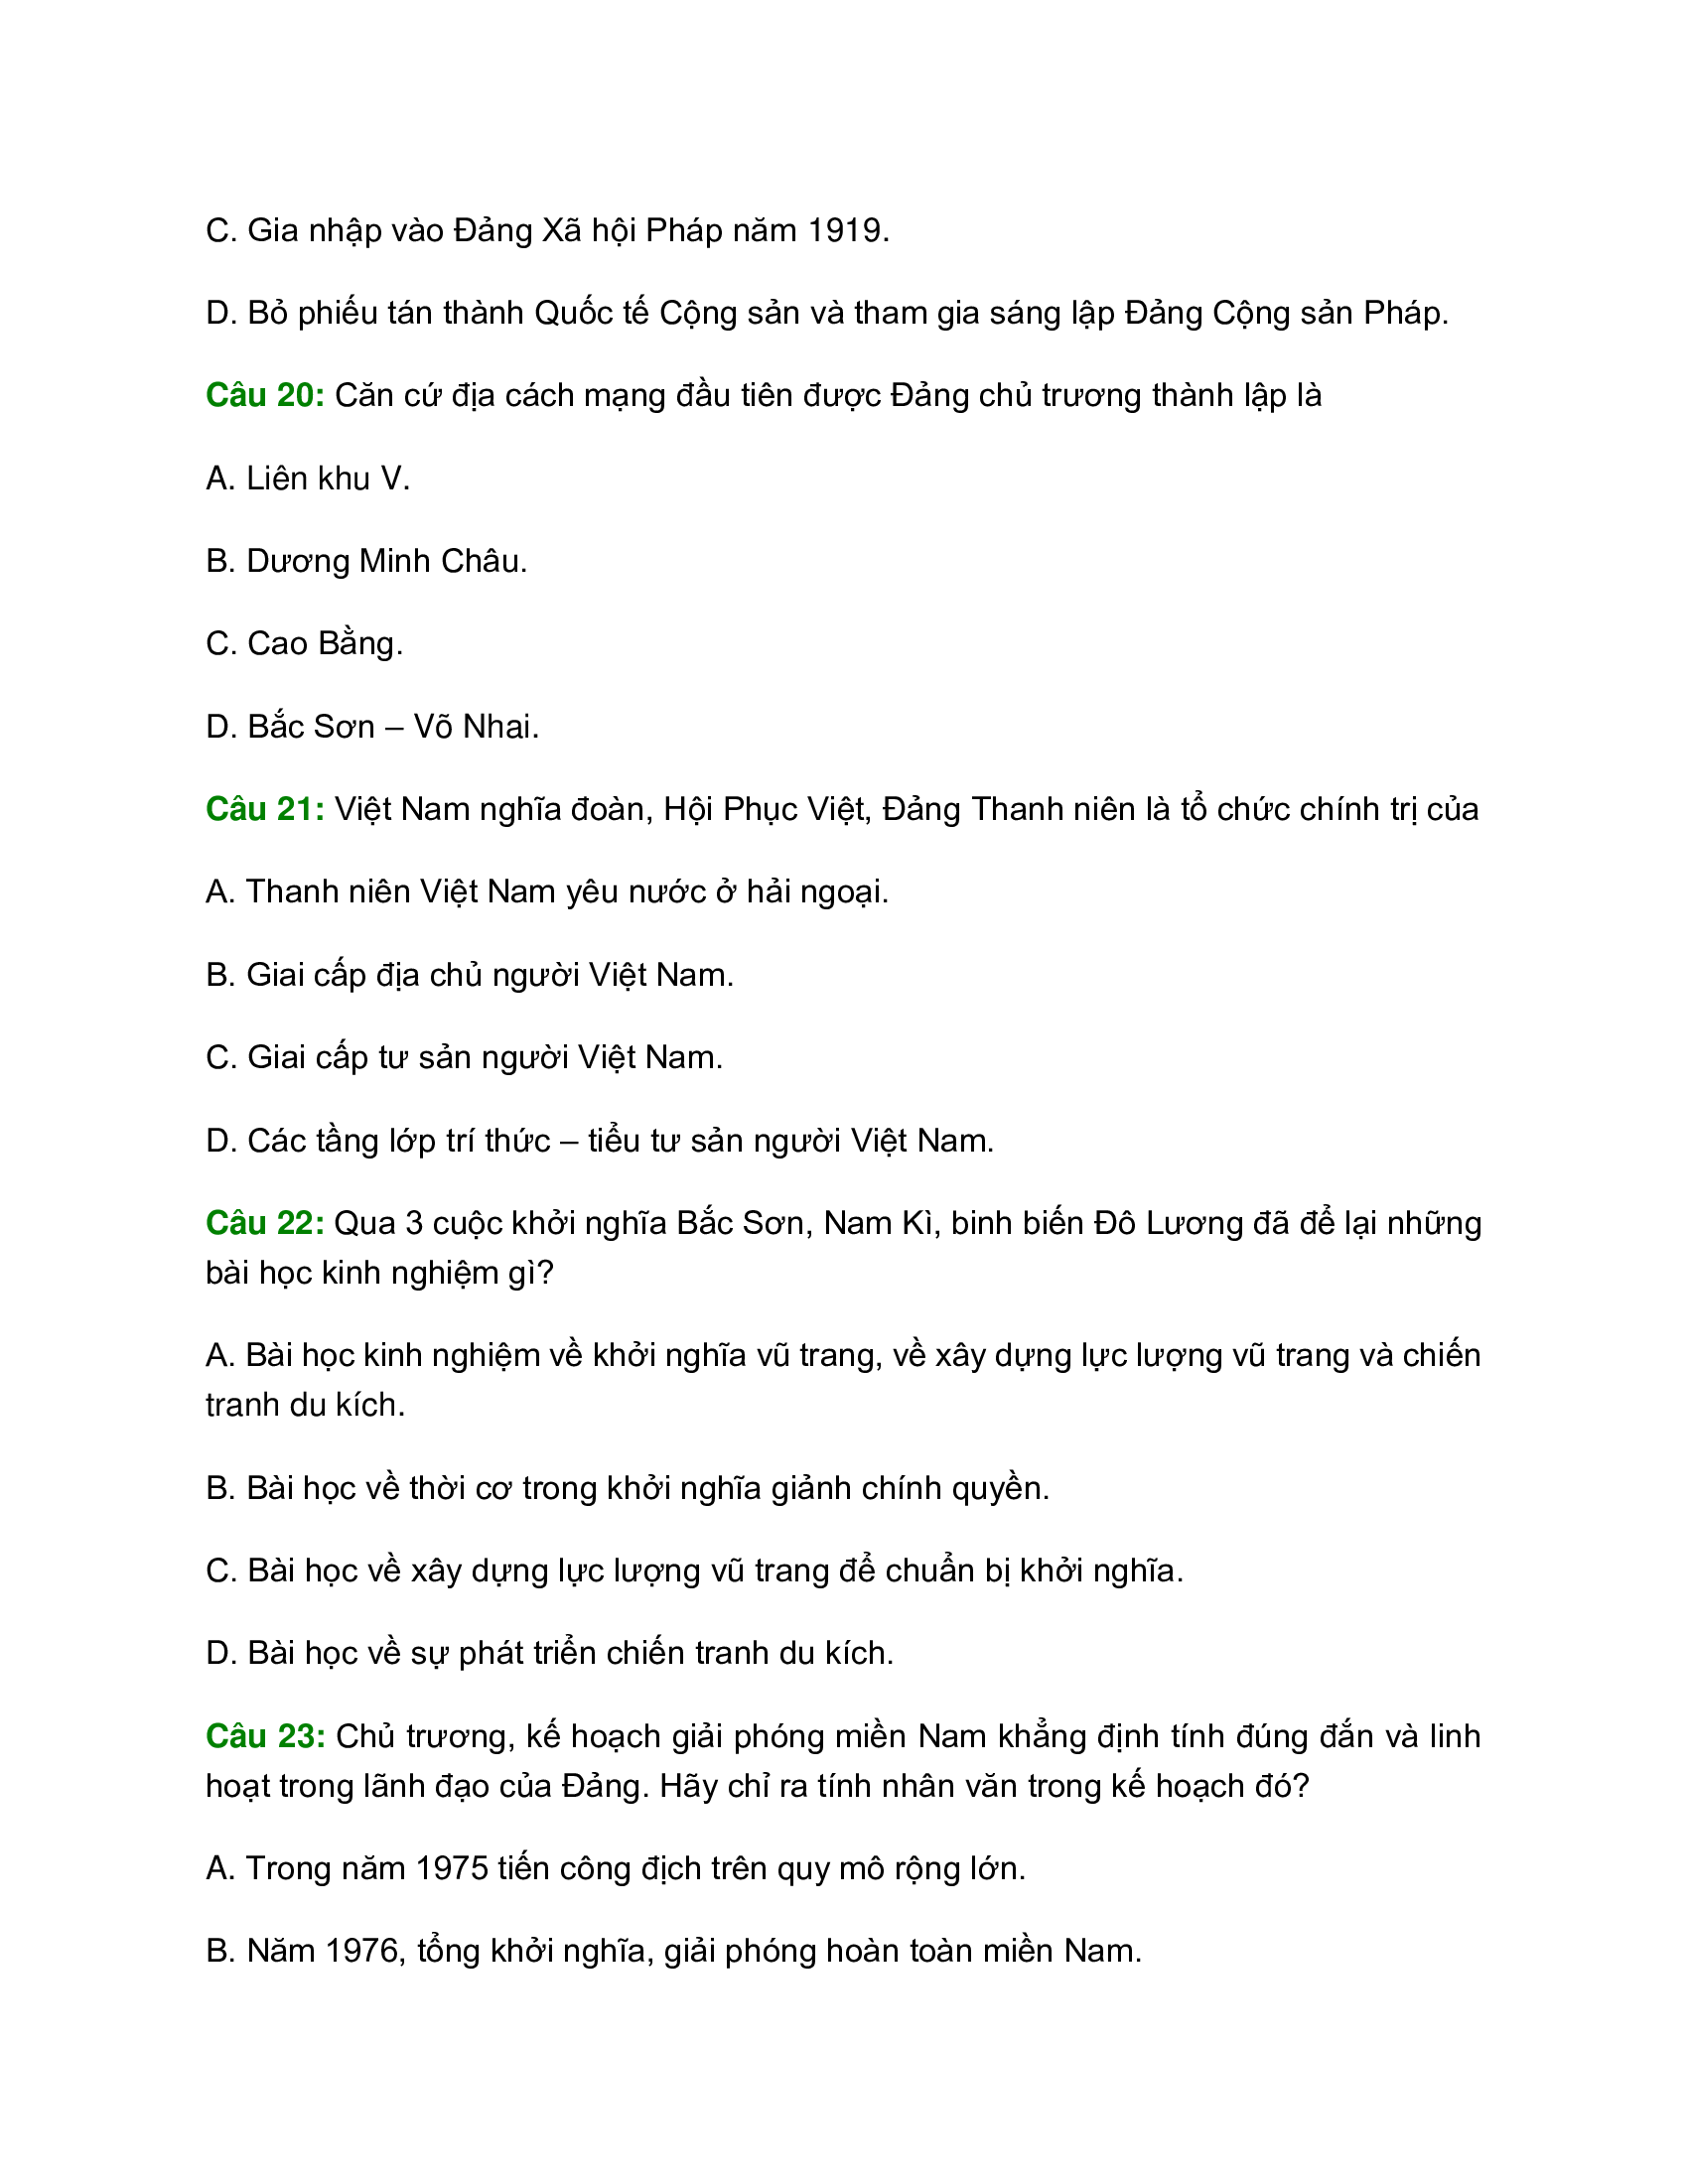 C. Gia nhập vào Đảng Xã hội Pháp năm 1919.
D. Bỏ phiếu tán thành Quốc tế Cộng sản và tham gia sáng lập Đảng Cộng sản Pháp.
Câu 20: Căn cứ địa cách mạng đầu tiên được Đảng chủ trương thành lập là
A. Liên khu V.
B. Dương Minh Châu.
C. Cao Bằng.
D. Bắc Sơn – Võ Nhai.
Câu 21: Việt Nam nghĩa đoàn, Hội Phục Việt, Đảng Thanh niên là tổ chức chính trị của
A. Thanh niên Việt Nam yêu nước ở hải ngoại.
B. Giai cấp địa chủ người Việt Nam.
C. Giai cấp tư sản người Việt Nam.
D. Các tầng lớp trí thức – tiểu tư sản người Việt Nam.
Câu 22: Qua 3 cuộc khởi nghĩa Bắc Sơn, Nam Kì, binh biến Đô Lương đã để lại những
bài học kinh nghiệm gì?
A. Bài học kinh nghiệm về khởi nghĩa vũ trang, về xây dựng lực lượng vũ trang và chiến
tranh du kích.
B. Bài học về thời cơ trong khởi nghĩa giảnh chính quyền.
C. Bài học về xây dựng lực lượng vũ trang để chuẩn bị khởi nghĩa.
D. Bài học về sự phát triển chiến tranh du kích.
Câu 23: Chủ trương, kế hoạch giải phóng miền Nam khẳng định tính đúng đắn và linh
hoạt trong lãnh đạo của Đảng. Hãy chỉ ra tính nhân văn trong kế hoạch đó?
A. Trong năm 1975 tiến công địch trên quy mô rộng lớn.
B. Năm 1976, tổng khởi nghĩa, giải phóng hoàn toàn miền Nam.